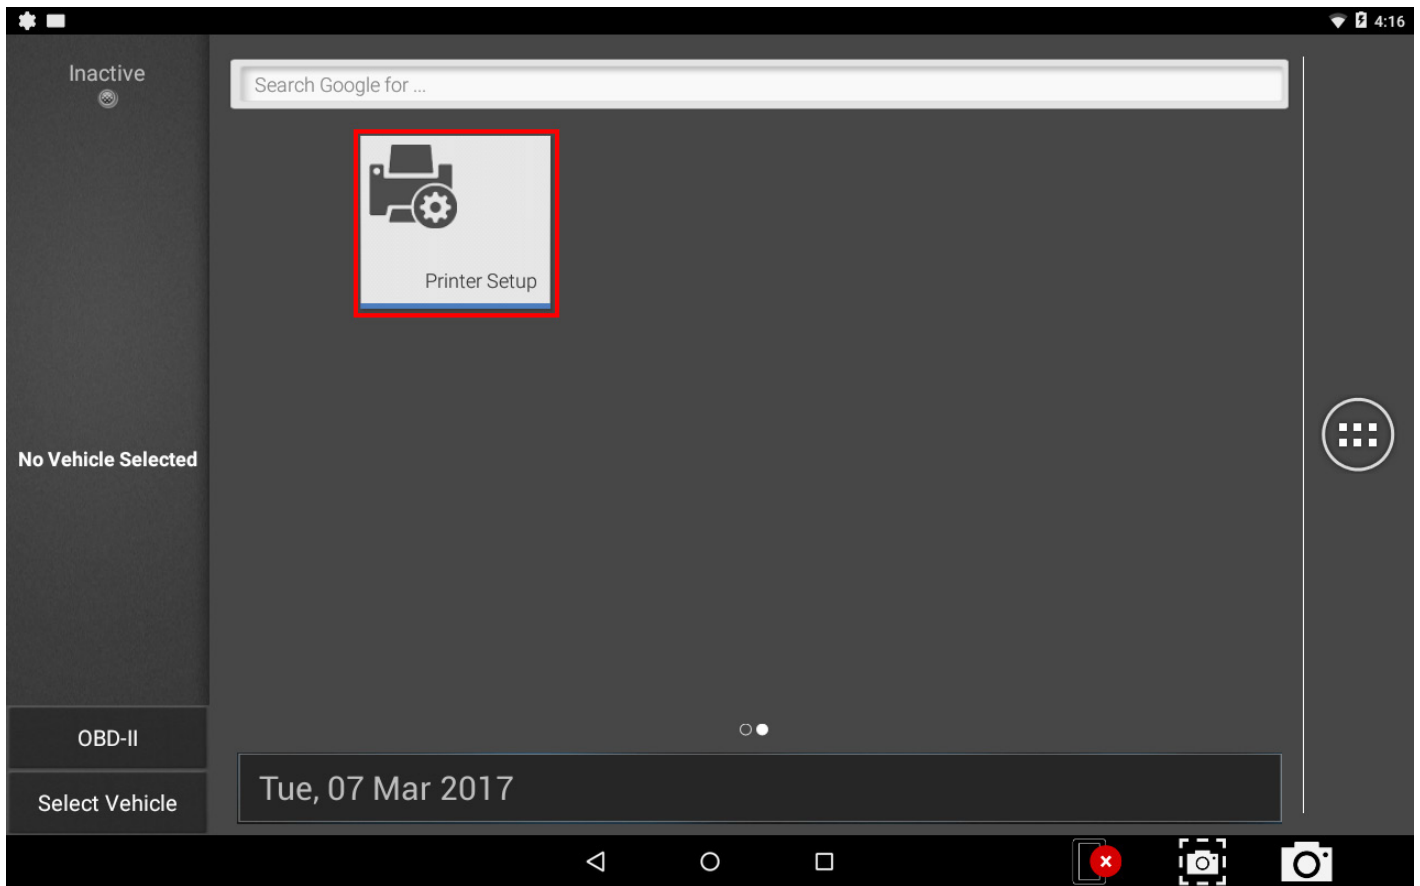 4:16
Inactive
Search Google for ...
Printer Setup
No Vehicle Selected
OBD-II
Select Vehicle
Tue, 07 Mar 2017